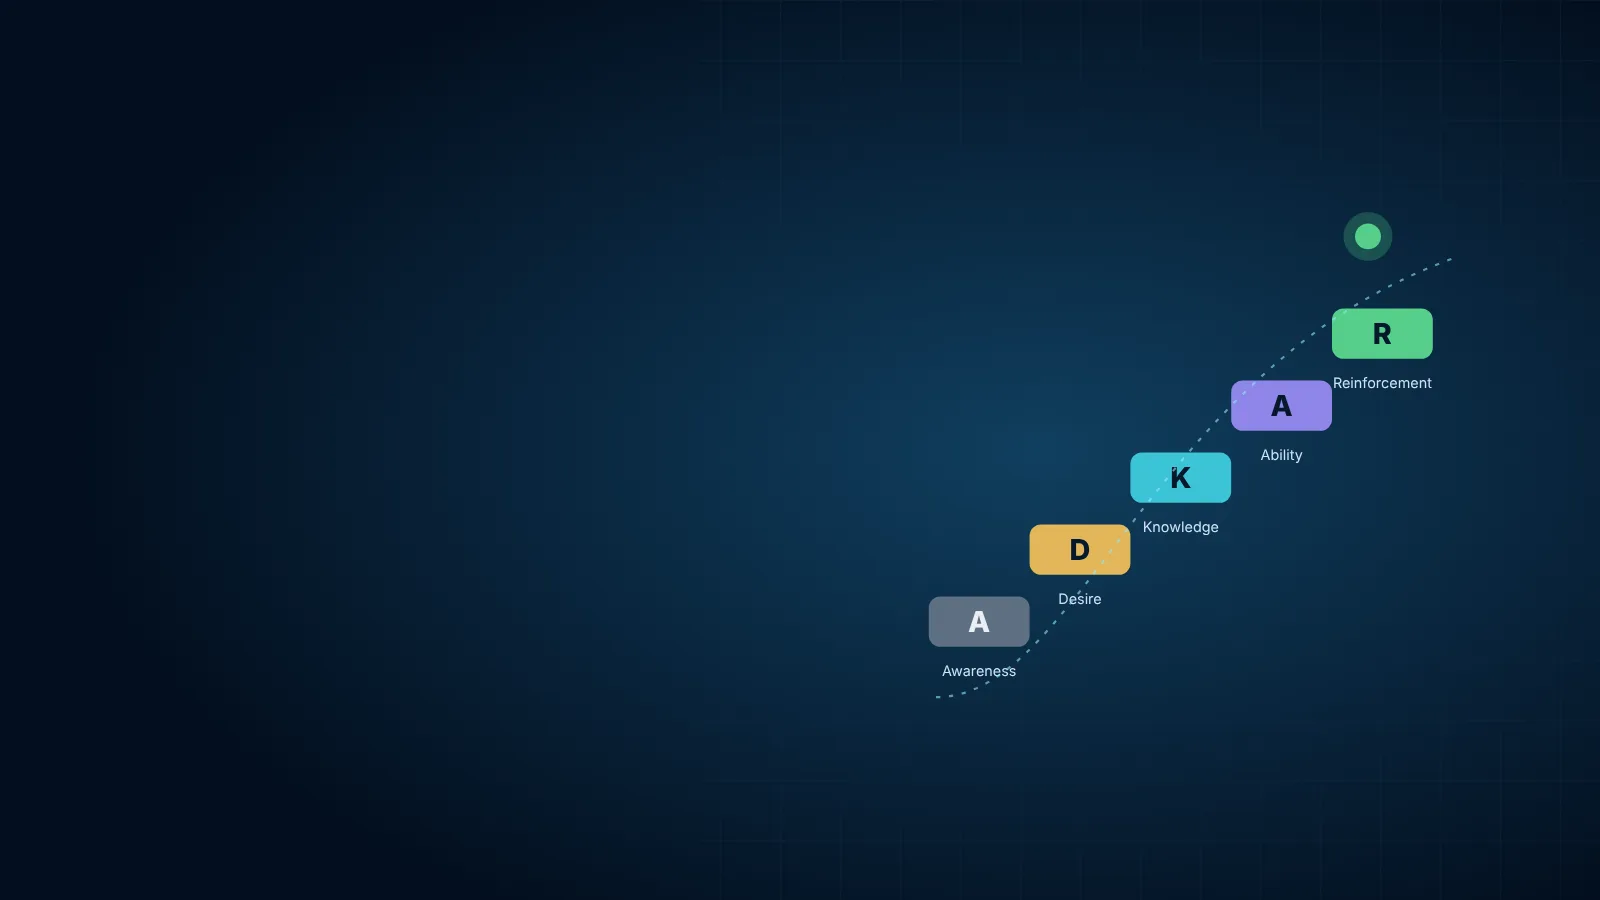 R
Reinforcement
A
Ability
K
Knowledge
D
Desire
A
Awareness